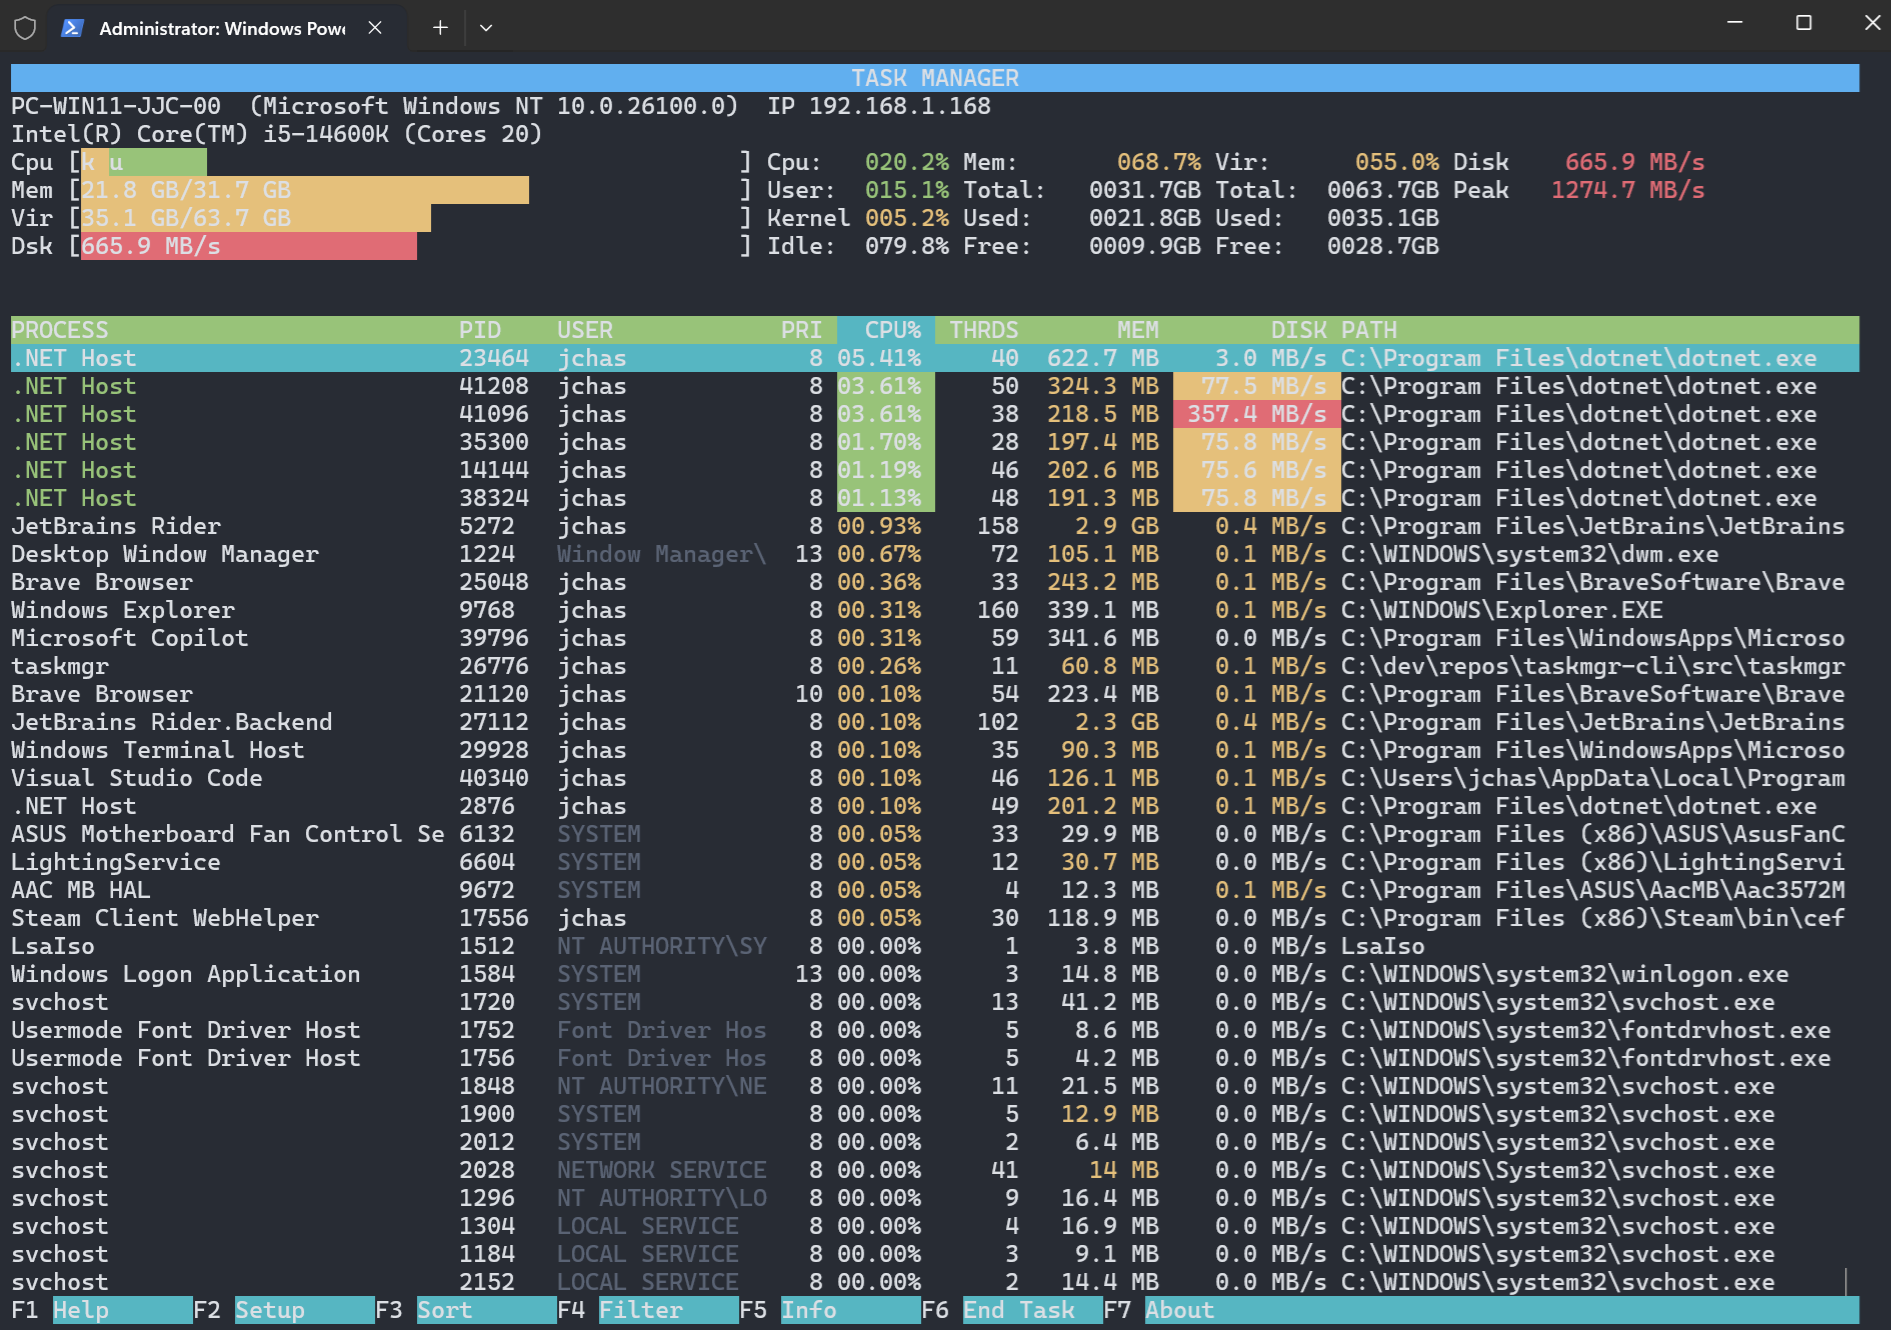 Administrator: Windows Powe
TASK MANAGER
PC-WIN11-JJC-00 (Microsoft Windows NT 10.0.26100.0) IP 192.168.1.168
Intel(R) Core(TM) i5-14600K (Cores 20)
Cpu [k u ] Cpu: 020.2% Mem: 068.7% Vir: 055.0% Disk 665.9 MB/s
Mem [21.8 GB/31.7 GB ] User: 015.1% Total: 0031.7GB Total: 0063.7GB Peak 1274.7 MB/s
Vir [35.1 GB/63.7 GB ] Kernel 005.2% Used: 0021.8GB Used: 0035.1GB
Dsk [665.9 MB/s ] Idle: 079.8% Free: 0009.9GB Free: 0028.7GB
PROCESS PID USER PRI CPU% THRDS MEM DISK PATH
.NET Host 23464 jchas 8 05.41% 40 622.7 MB 3.0 MB/s C:\Program Files\dotnet\dotnet.exe
.NET Host 41208 jchas 8 03.61% 50 324.3 MB 77.5 MB/s C:\Program Files\dotnet\dotnet.exe
.NET Host 41096 jchas 8 03.61% 38 218.5 MB 357.4 MB/s C:\Program Files\dotnet\dotnet.exe
.NET Host 35300 jchas 8 01.70% 28 197.4 MB 75.8 MB/s C:\Program Files\dotnet\dotnet.exe
.NET Host 14144 jchas 8 01.19% 46 202.6 MB 75.6 MB/s C:\Program Files\dotnet\dotnet.exe
.NET Host 38324 jchas 8 01.13% 48 191.3 MB 75.8 MB/s C:\Program Files\dotnet\dotnet.exe
JetBrains Rider 5272 jchas 8 00.93% 158 2.9 GB 0.4 MB/s C:\Program Files\JetBrains\JetBrains
Desktop Window Manager 1224 Window Manager\ 13 00.67% 72 105.1 MB 0.1 MB/s C:\WINDOWS\system32\dwm.exe
Brave Browser 25048 jchas 8 00.36% 33 243.2 MB 0.1 MB/s C:\Program Files\BraveSoftware\Brave
Windows Explorer 9768 jchas 8 00.31% 160 339.1 MB 0.1 MB/s C:\WINDOWS\Explorer.EXE
Microsoft Copilot 39796 jchas 8 00.31% 59 341.6 MB 0.0 MB/s C:\Program Files\WindowsApps\Microso
taskmgr 26776 jchas 8 00.26% 11 60.8 MB 0.1 MB/s C:\dev\repos\taskmgr-cli\src\taskmgr
Brave Browser 21120 jchas 10 00.10% 54 223.4 MB 0.1 MB/s C:\Program Files\BraveSoftware\Brave
JetBrains Rider.Backend 27112 jchas 8 00.10% 102 2.3 GB 0.4 MB/s C:\Program Files\JetBrains\JetBrains
Windows Terminal Host 29928 jchas 8 00.10% 35 90.3 MB 0.1 MB/s C:\Program Files\WindowsApps\Microso
Visual Studio Code 40340 jchas 8 00.10% 46 126.1 MB 0.1 MB/s C:\Users\jchas\AppData\Local\Program
.NET Host 2876 jchas 8 00.10% 49 201.2 MB 0.1 MB/s C:\Program Files\dotnet\dotnet.exe
ASUS Motherboard Fan Control Se 6132 SYSTEM 8 00.05% 33 29.9 MB 0.0 MB/s C:\Program Files (x86)\ASUS\AsusFanC
LightingService 6604 SYSTEM 8 00.05% 12 30.7 MB 0.0 MB/s C:\Program Files (x86)\LightingServi
AAC MB HAL 9672 SYSTEM 8 00.05% 4 12.3 MB 0.1 MB/s C:\Program Files\ASUS\AacMB\Aac3572M
Steam Client WebHelper 17556 jchas 8 00.05% 30 118.9 MB 0.0 MB/s C:\Program Files (x86)\Steam\bin\cef
LsaIso 1512 NT AUTHORITY\SY 8 00.00% 1 3.8 MB 0.0 MB/s LsaIso
Windows Logon Application 1584 SYSTEM 13 00.00% 3 14.8 MB 0.0 MB/s C:\WINDOWS\system32\winlogon.exe
svchost 1720 SYSTEM 8 00.00% 13 41.2 MB 0.0 MB/s C:\WINDOWS\system32\svchost.exe
Usermode Font Driver Host 1752 Font Driver Hos 8 00.00% 5 8.6 MB 0.0 MB/s C:\WINDOWS\system32\fontdrvhost.exe
Usermode Font Driver Host 1756 Font Driver Hos 8 00.00% 5 4.2 MB 0.0 MB/s C:\WINDOWS\system32\fontdrvhost.exe
svchost 1848 NT AUTHORITY\NE 8 00.00% 11 21.5 MB 0.0 MB/s C:\WINDOWS\system32\svchost.exe
svchost 1900 SYSTEM 8 00.00% 5 12.9 MB 0.0 MB/s C:\WINDOWS\system32\svchost.exe
svchost 2012 SYSTEM 8 00.00% 2 6.4 MB 0.0 MB/s C:\WINDOWS\system32\svchost.exe
svchost 2028 NETWORK SERVICE 8 00.00% 41 14 MB 0.0 MB/s C:\WINDOWS\System32\svchost.exe
svchost 1296 NT AUTHORITY\LO 8 00.00% 9 16.4 MB 0.0 MB/s C:\WINDOWS\system32\svchost.exe
svchost 1304 LOCAL SERVICE 8 00.00% 4 16.9 MB 0.0 MB/s C:\WINDOWS\system32\svchost.exe
svchost 1184 LOCAL SERVICE 8 00.00% 3 9.1 MB 0.0 MB/s C:\WINDOWS\system32\svchost.exe
svchost 2152 LOCAL SERVICE 8 00.00% 2 14.4 MB 0.0 MB/s C:\WINDOWS\system32\svchost.exe
F1 Help F2 Setup F3 Sort F4 Filter F5 Info F6 End Task F7 About